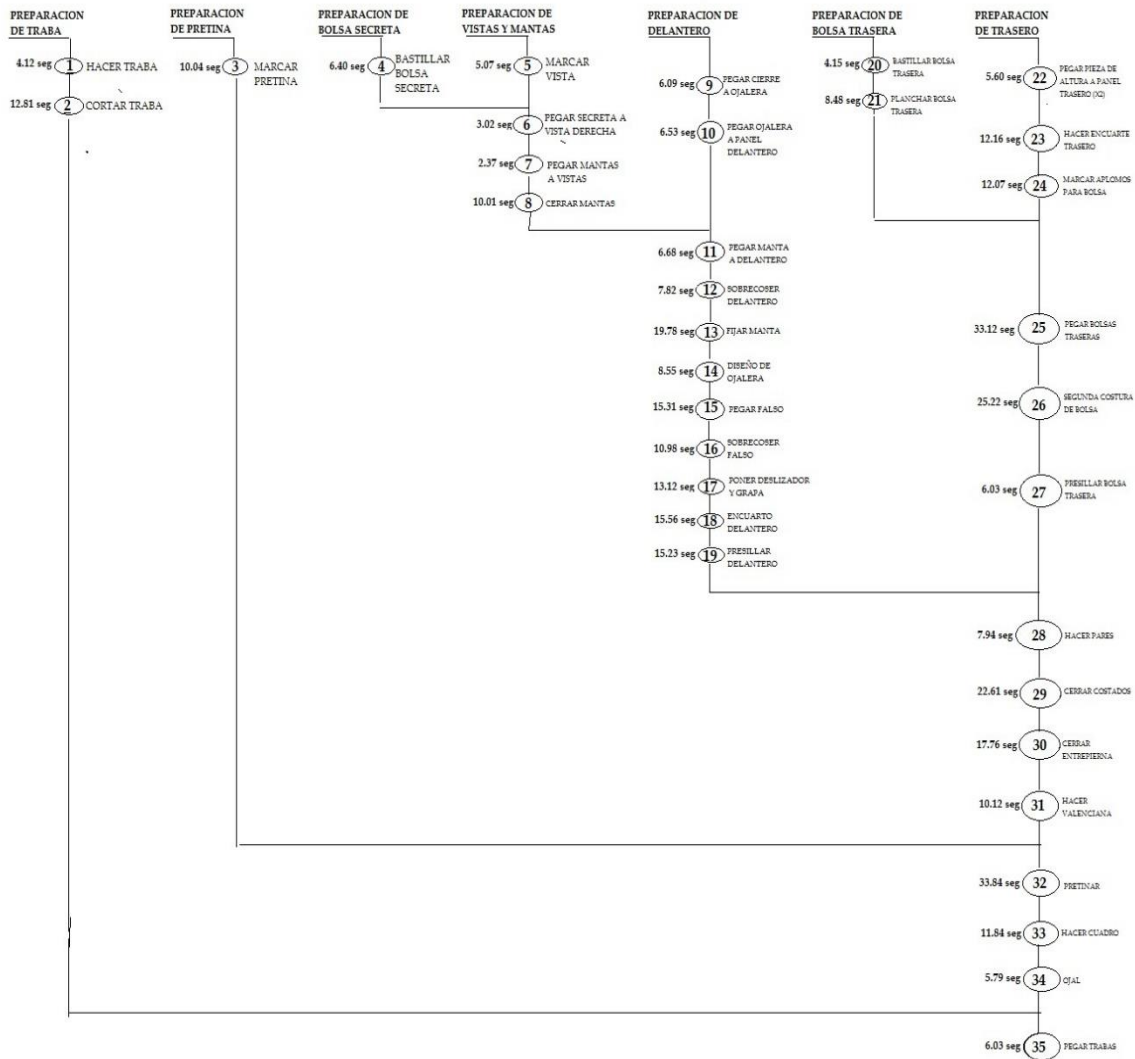 PREPARACION
DE TRABA
4.12 seg 1 HACER TRABA
12.81 seg 2 CORTAR TRABA
PREPARACION
DE PRETINA
10.04 seg 3 MARCAR
PRETINA
PREPARACION DE
BOLSA SECRETA
6.40 seg 4 BASTILLAR
BOLSA
SECRETA
PREPARACION DE
VISTAS Y MANTAS
5.07 seg 5 MARCAR
VISTA
3.02 seg 6 PEGAR SECRETA A
VISTA DERECHA
2.37 seg 7 PEGAR MANTAS
A VISTAS
10.01 seg 8 CERRAR MANTAS
PREPARACION DE
DELANTERO
6.09 seg 9 PEGAR CIERRE
A OJALERA
6.53 seg 10 PEGAR OJALERA
A PANEL
DELANTERO
6.68 seg 11 PEGAR MANTA
A DELANTERO
7.82 seg 12 SOBRECOSER
DELANTERO
19.78 seg 13 FIJAR MANTA
8.55 seg 14 DISEÑO DE
OJALERA
15.31 seg 15 PEGAR FALSO
10.98 seg 16 SOBRECOSER
FALSO
13.12 seg 17 PONER DESLIZADOR
Y GRAPA
15.56 seg 18 ENCUARTO
DELANTERO
15.23 seg 19 PRESILLAR
DELANTERO
PREPARACION DE
BOLSA TRASERA
4.15 seg 20 BASTILLAR BOLSA
TRASERA
8.48 seg 21 PLANCHAR BOLSA
TRASERA
PREPARACION
DE TRASERO
5.60 seg 22 PEGAR PIEZA DE
ALTURA A PANEL
TRASERO (X2)
12.16 seg 23 HACER ENCUARTE
TRASERO
12.07 seg 24 MARCAR APLOMOS
PARA BOLSA
33.12 seg 25 PEGAR BOLSAS
TRASERAS
25.22 seg 26 SEGUNDA COSTURA
DE BOLSA
6.03 seg 27 PRESILLAR BOLSA
TRASERA
7.94 seg 28 HACER PARES
22.61 seg 29 CERRAR COSTADOS
17.76 seg 30 CERRAR
ENTREPIERNA
10.12 seg 31 HACER
VALENCIANA
33.84 seg 32 PRETINAR
11.84 seg 33 HACER CUADRO
5.79 seg 34 OJAL
6.03 seg 35 PEGAR TRABAS